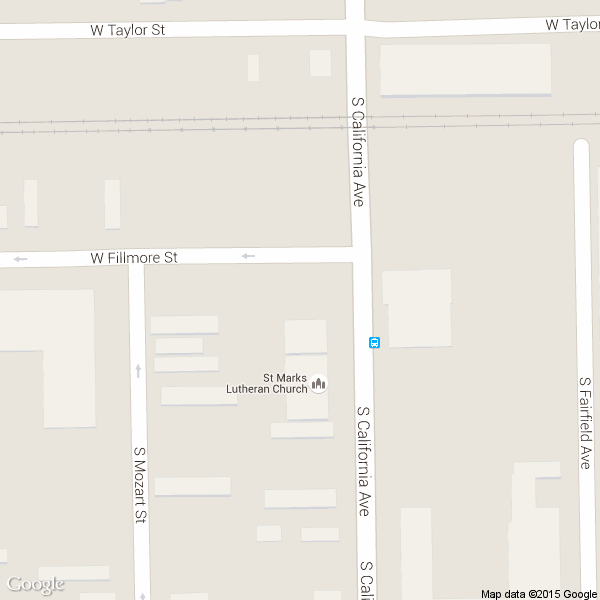 W Taylor St
W Taylor
S California Ave
W Fillmore St
St Marks
Lutheran Church
S California Ave
S Fairfield Ave
S Mozart St
S Cali
Google
Map data ©2015 Google